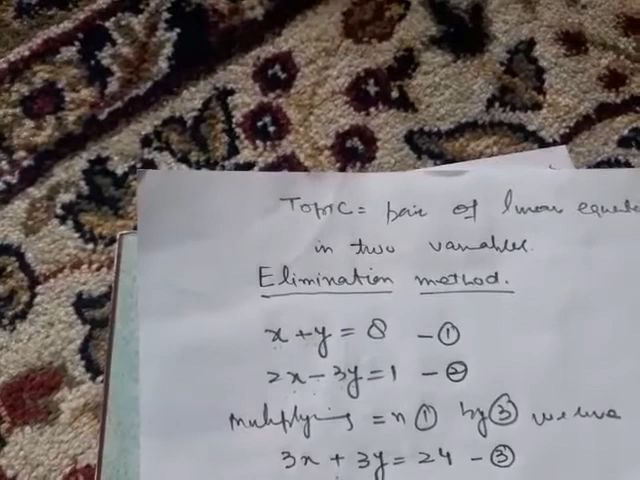 Topic = pair of linear equati
in two variables.
Elimination method.
x + y = 8 - ①
2x - 3y = 1 - ②
Multiplying = n ① by ③ we have
3x + 3y = 24 - ③